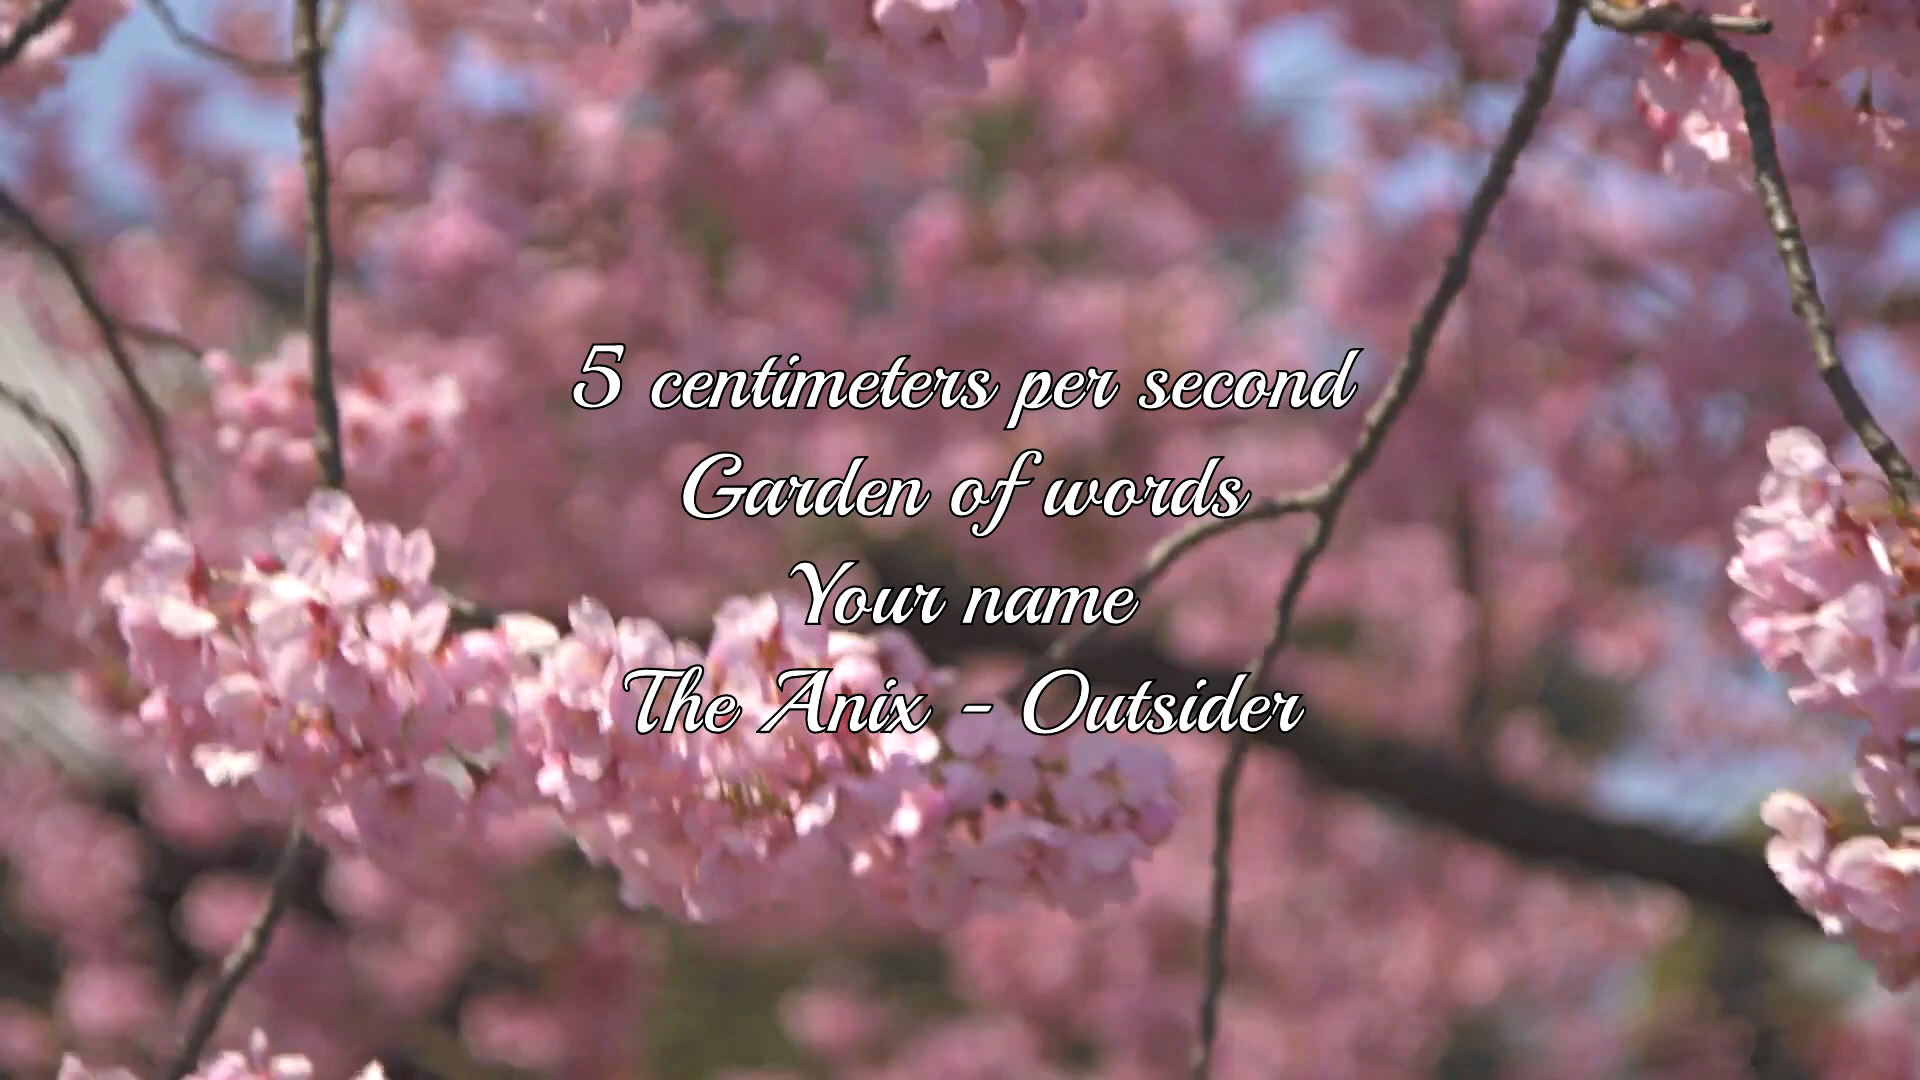 5 centimeters per second
Garden of words
Your name
The Anix - Outsider